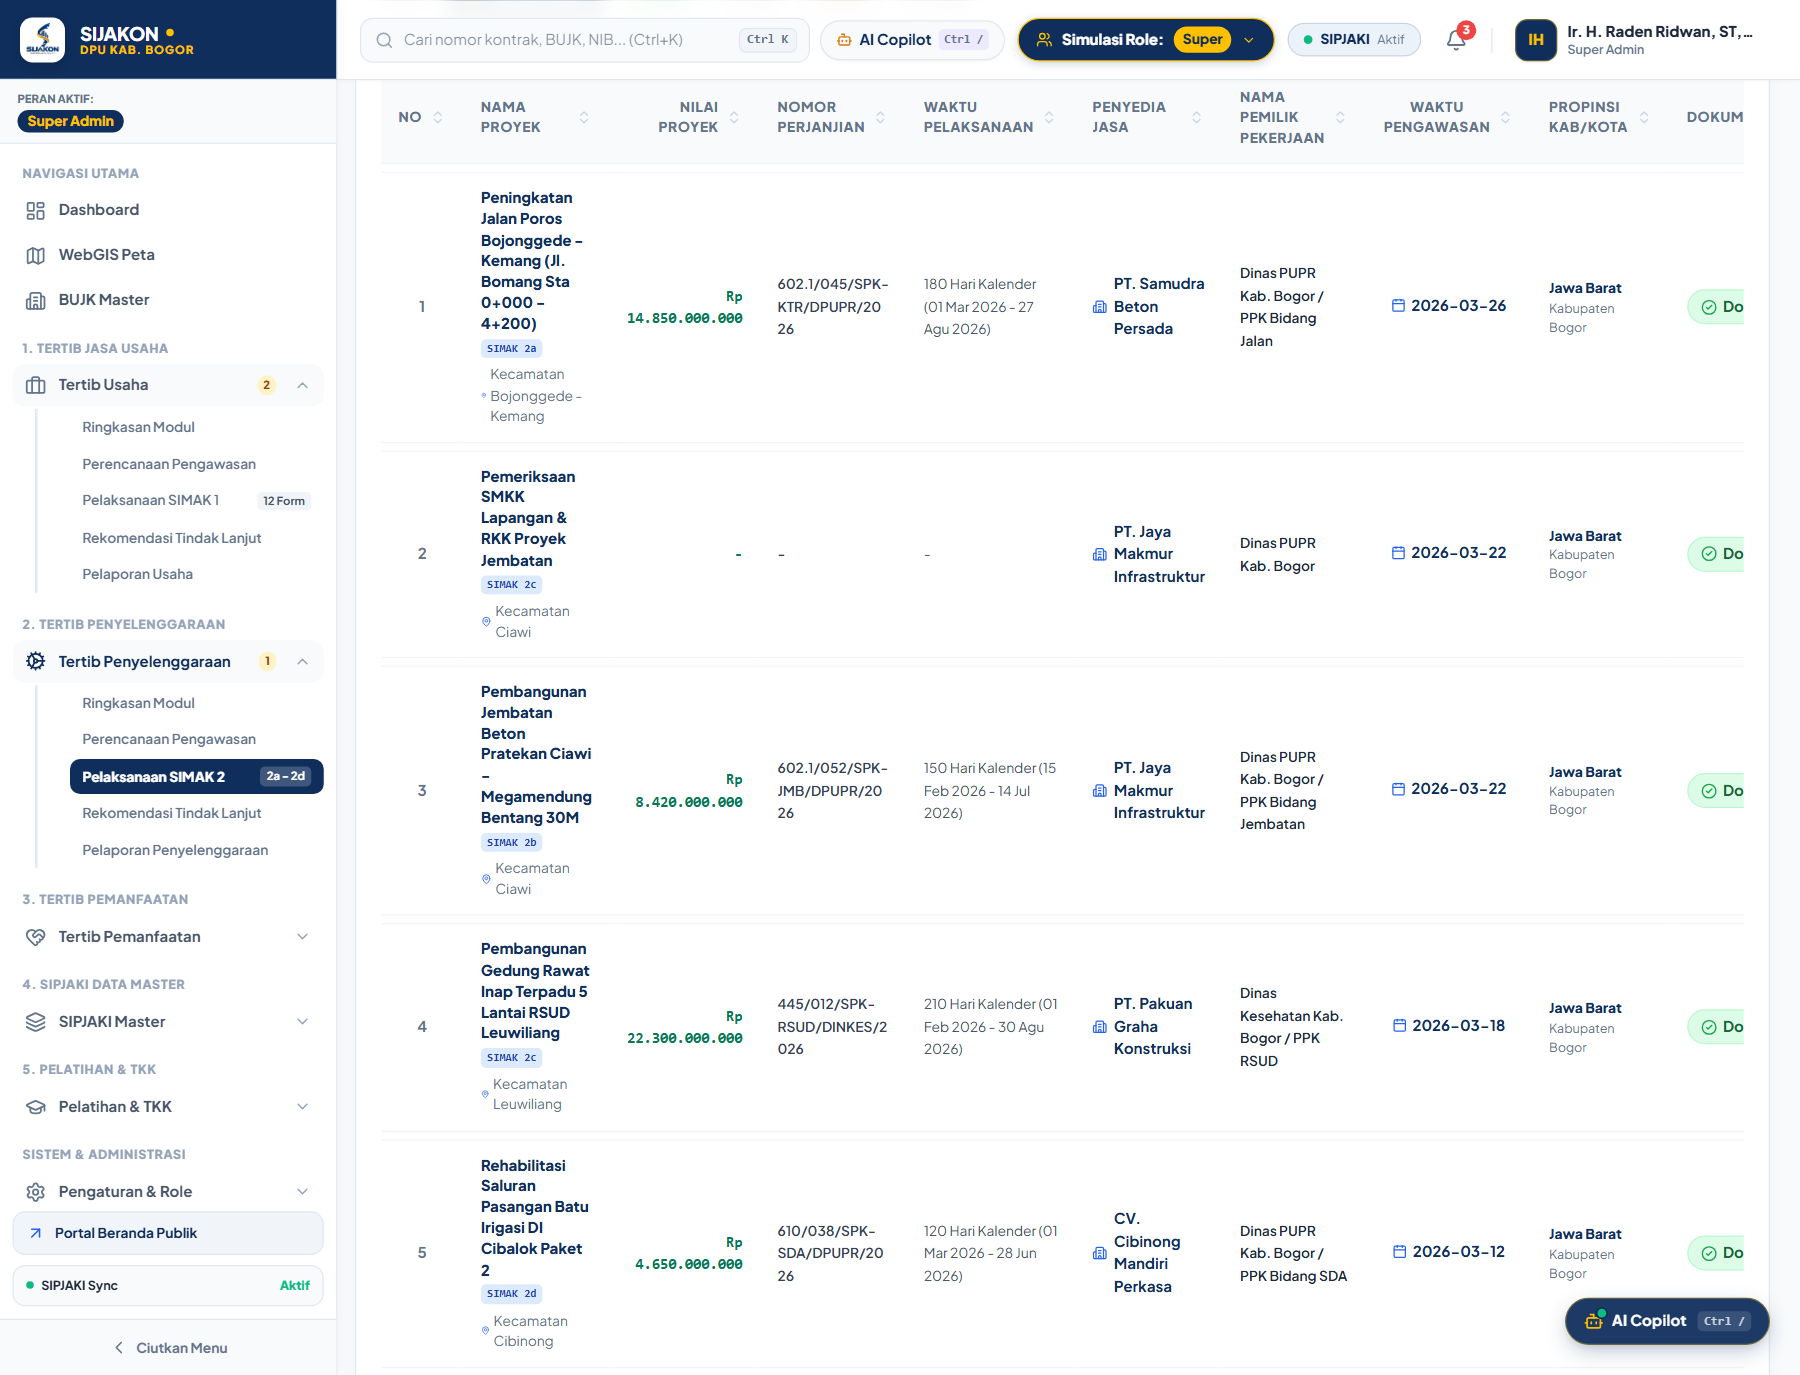 SIJAKON
DPU KAB. BOGOR
Cari nomor kontrak, BUJK, NIB... (Ctrl+K)
Ctrl K
AI Copilot
Ctrl /
Simulasi Role:
Super
SIPJAKI Aktif
3
IH
Ir. H. Raden Ridwan, ST,...
Super Admin
PERAN AKTIF:
Super Admin
NAVIGASI UTAMA
Dashboard
WebGIS Peta
BUJK Master
1. TERTIB JASA USAHA
Tertib Usaha 2
Ringkasan Modul
Perencanaan Pengawasan
Pelaksanaan SIMAK 1 12 Form
Rekomendasi Tindak Lanjut
Pelaporan Usaha
2. TERTIB PENYELENGGARAAN
Tertib Penyelenggaraan 1
Ringkasan Modul
Perencanaan Pengawasan
Pelaksanaan SIMAK 2 2a – 2d
Rekomendasi Tindak Lanjut
Pelaporan Penyelenggaraan
3. TERTIB PEMANFAATAN
Tertib Pemanfaatan
4. SIPJAKI DATA MASTER
SIPJAKI Master
5. PELATIHAN & TKK
Pelatihan & TKK
SISTEM & ADMINISTRASI
Pengaturan & Role
Portal Beranda Publik
SIPJAKI Sync Aktif
Ciutkan Menu
NO
NAMA
PROYEK
NILAI
PROYEK
NOMOR
PERJANJIAN
WAKTU
PELAKSANAAN
PENYEDIA
JASA
NAMA
PEMILIK
PEKERJAAN
WAKTU
PENGAWASAN
PROPINSI
KAB/KOTA
DOKUM
1
Peningkatan
Jalan Poros
Bojonggede –
Kemang (Jl.
Bomang Sta
0+000 –
4+200)
SIMAK 2a
Kecamatan
Bojonggede -
Kemang
Rp
14.850.000.000
602.1/045/SPK-
KTR/DPUPR/20
26
180 Hari Kalender
(01 Mar 2026 - 27
Agu 2026)
PT. Samudra
Beton
Persada
Dinas PUPR
Kab. Bogor /
PPK Bidang
Jalan
2026-03-26
Jawa Barat
Kabupaten
Bogor
Do
2
Pemeriksaan
SMKK
Lapangan &
RKK Proyek
Jembatan
SIMAK 2c
Kecamatan
Ciawi
-
-
-
PT. Jaya
Makmur
Infrastruktur
Dinas PUPR
Kab. Bogor
2026-03-22
Jawa Barat
Kabupaten
Bogor
Do
3
Pembangunan
Jembatan
Beton
Pratekan Ciawi
–
Megamendung
Bentang 30M
SIMAK 2b
Kecamatan
Ciawi
Rp
8.420.000.000
602.1/052/SPK-
JMB/DPUPR/20
26
150 Hari Kalender (15
Feb 2026 - 14 Jul
2026)
PT. Jaya
Makmur
Infrastruktur
Dinas PUPR
Kab. Bogor /
PPK Bidang
Jembatan
2026-03-22
Jawa Barat
Kabupaten
Bogor
Do
4
Pembangunan
Gedung Rawat
Inap Terpadu 5
Lantai RSUD
Leuwiliang
SIMAK 2c
Kecamatan
Leuwiliang
Rp
22.300.000.000
445/012/SPK-
RSUD/DINKES/2
026
210 Hari Kalender (01
Feb 2026 - 30 Agu
2026)
PT. Pakuan
Graha
Konstruksi
Dinas
Kesehatan Kab.
Bogor / PPK
RSUD
2026-03-18
Jawa Barat
Kabupaten
Bogor
Do
5
Rehabilitasi
Saluran
Pasangan Batu
Irigasi DI
Cibalok Paket
2
SIMAK 2d
Kecamatan
Cibinong
Rp
4.650.000.000
610/038/SPK-
SDA/DPUPR/20
26
120 Hari Kalender (01
Mar 2026 - 28 Jun
2026)
CV.
Cibinong
Mandiri
Perkasa
Dinas PUPR
Kab. Bogor /
PPK Bidang SDA
2026-03-12
Jawa Barat
Kabupaten
Bogor
Do
AI Copilot Ctrl /